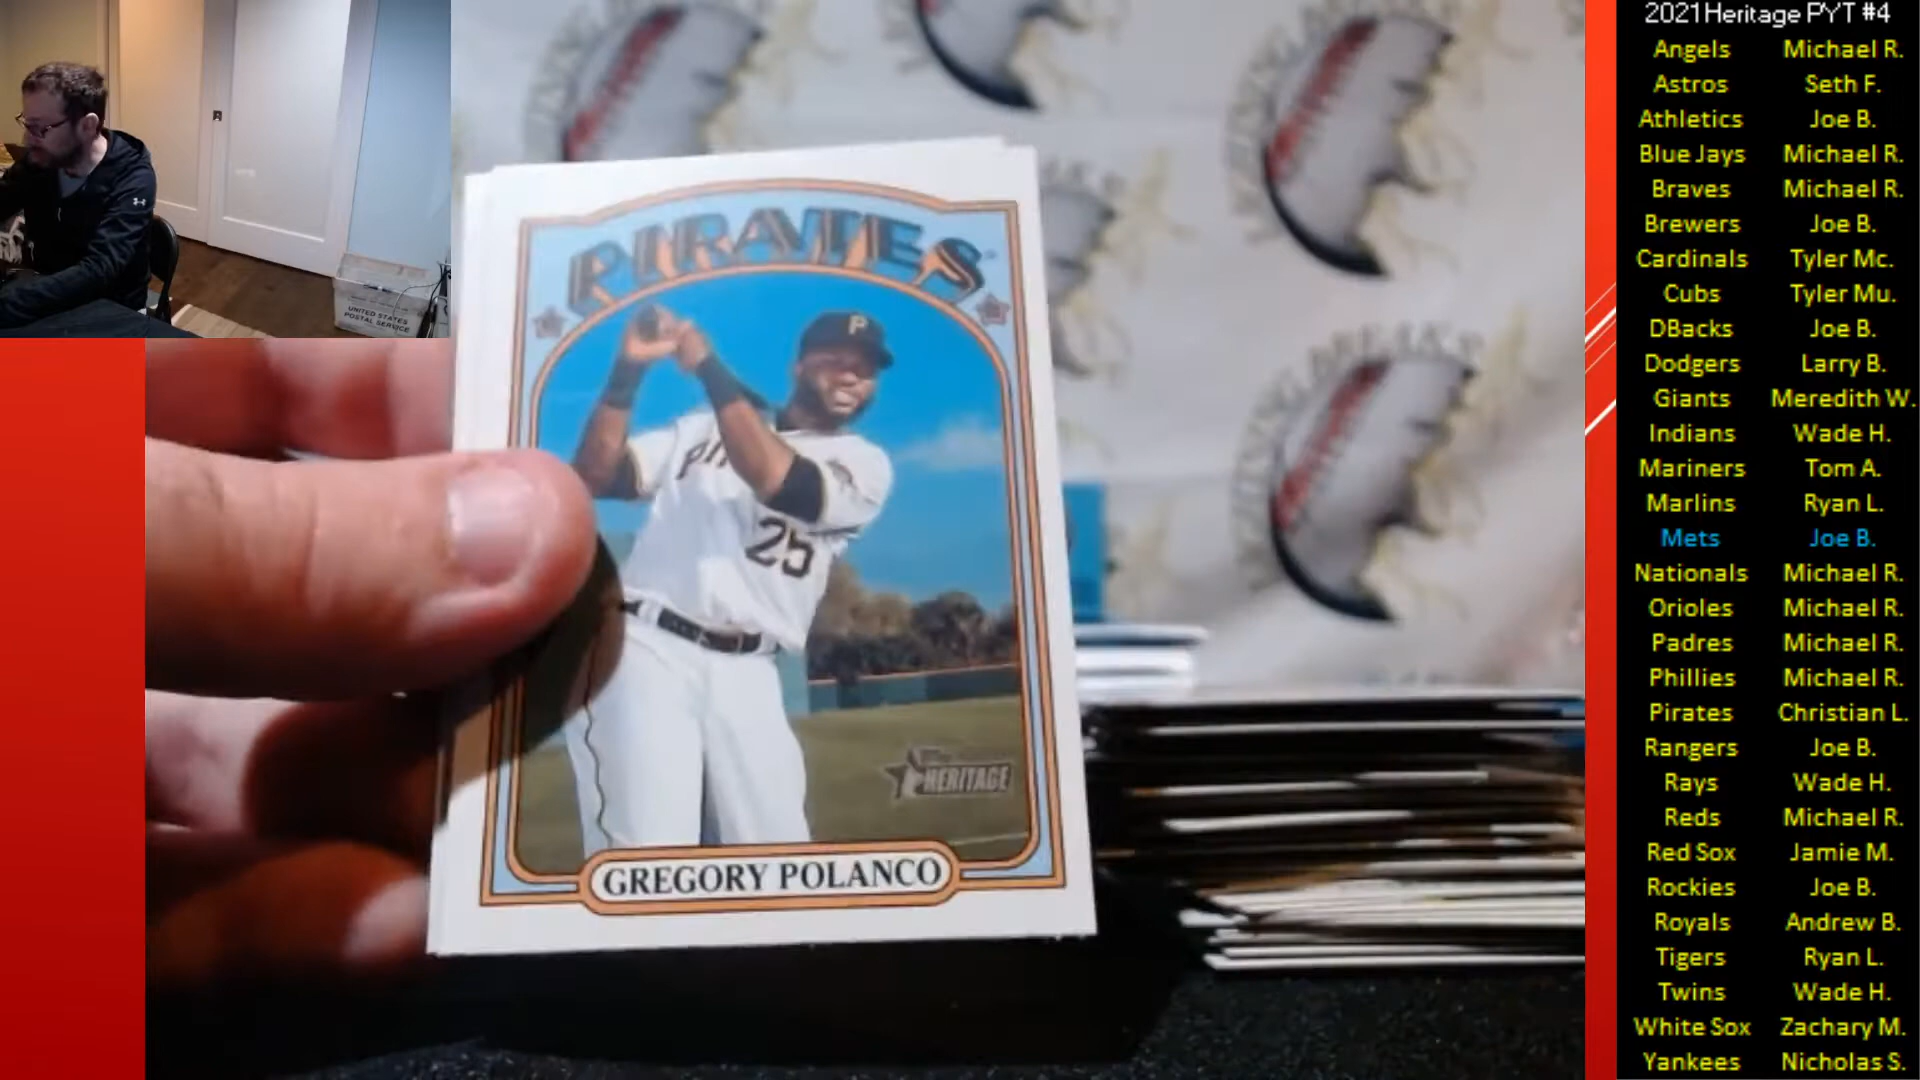 2021 Heritage PYT #4
Angels Michael R.
Astros Seth F.
Athletics Joe B.
Blue Jays Michael R.
Braves Michael R.
Brewers Joe B.
Cardinals Tyler Mc.
Cubs Tyler Mu.
DBacks Joe B.
Dodgers Larry B.
Giants Meredith W.
Indians Wade H.
Mariners Tom A.
Marlins Ryan L.
Mets Joe B.
Nationals Michael R.
Orioles Michael R.
Padres Michael R.
Phillies Michael R.
Pirates Christian L.
Rangers Joe B.
Rays Wade H.
Reds Michael R.
Red Sox Jamie M.
Rockies Joe B.
Royals Andrew B.
Tigers Ryan L.
Twins Wade H.
White Sox Zachary M.
Yankees Nicholas S.
PIRATES
P
25
HERITAGE
GREGORY POLANCO
UNITED STATES
POSTAL SERVICE